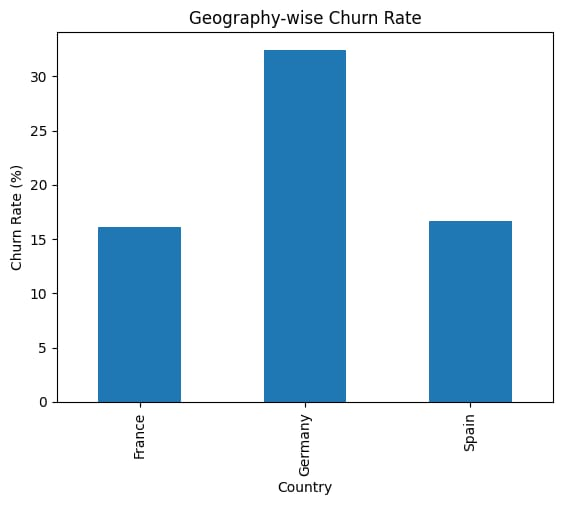 Geography-wise Churn Rate
Churn Rate (%)
30
25
20
15
10
5
0
France
Germany
Spain
Country